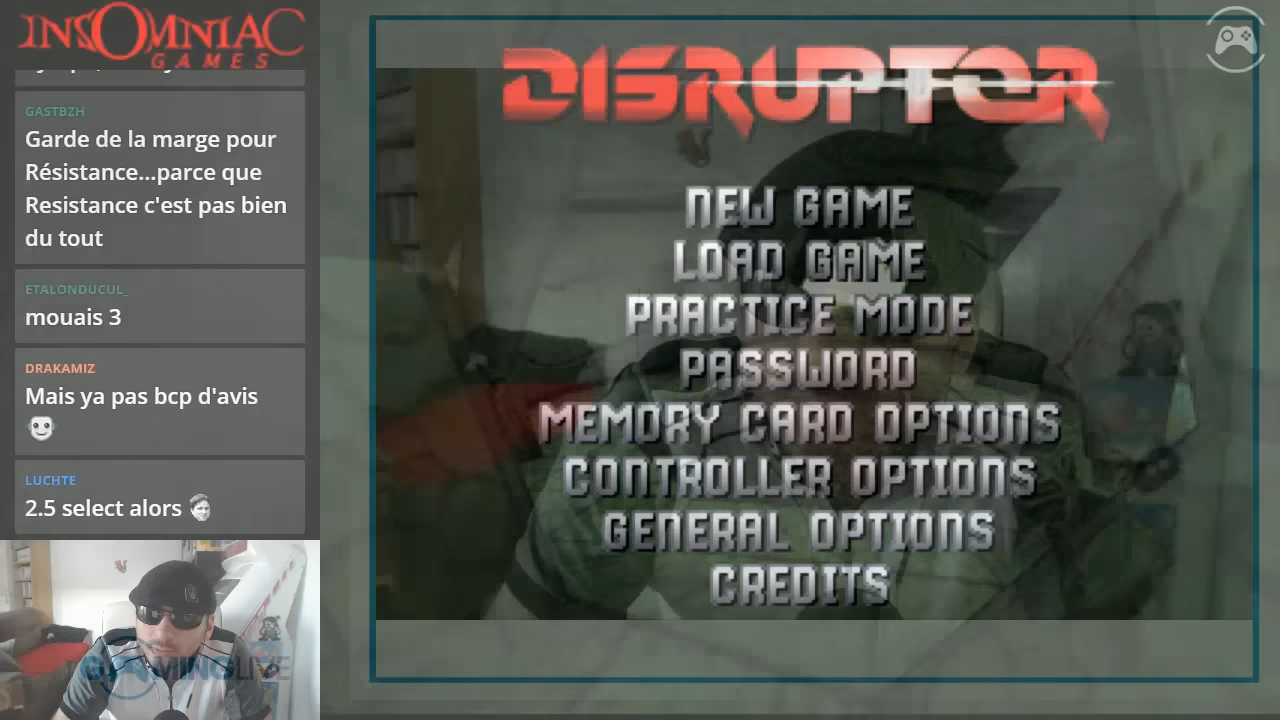 INSOMNIAC
GAMES
GASTBZH
Garde de la marge pour
Résistance...parce que
Resistance c'est pas bien
du tout
ETALONDUCUL_
mouais 3
DRAKAMIZ
Mais ya pas bcp d'avis
LUCHTE
2.5 select alors
GAMINGLIVE
DISRUPTOR
NEW GAME
LOAD GAME
PRACTICE MODE
PASSWORD
MEMORY CARD OPTIONS
CONTROLLER OPTIONS
GENERAL OPTIONS
CREDITS